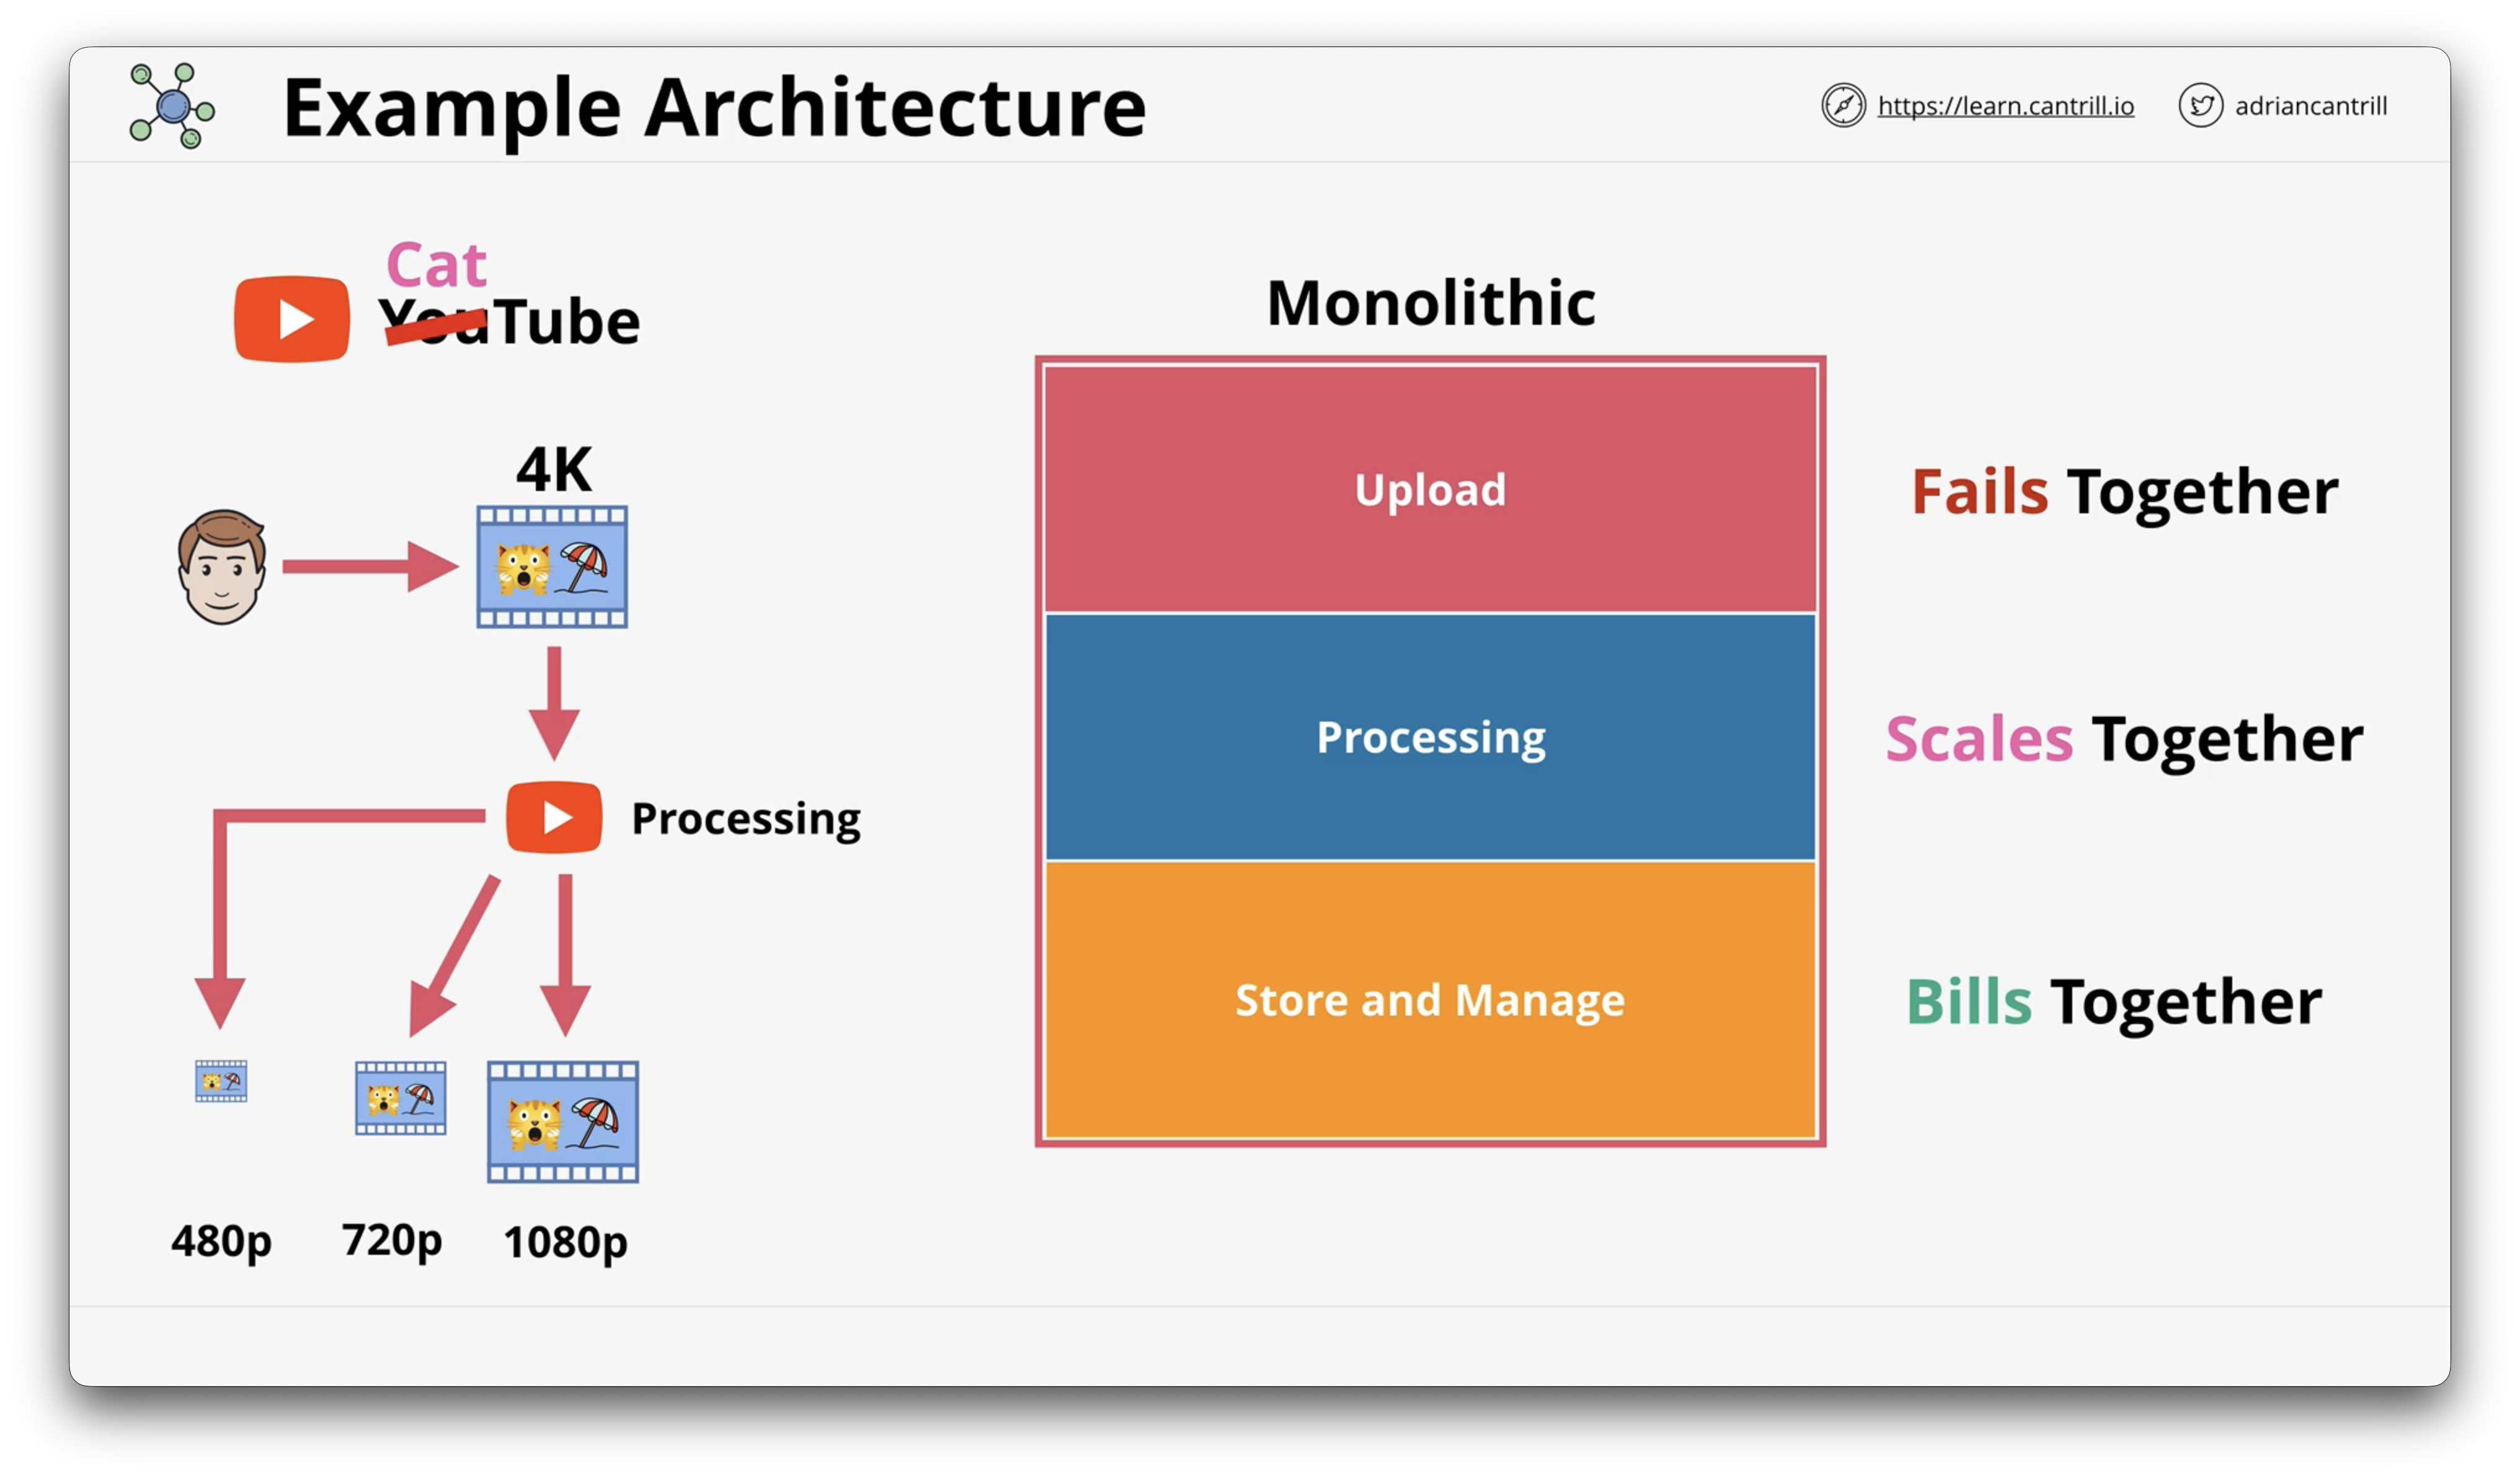 Example Architecture
https://learn.cantrill.io
adriancantrill
Cat
YouTube
4K
Processing
480p
720p
1080p
Monolithic
Upload
Processing
Store and Manage
Fails Together
Scales Together
Bills Together